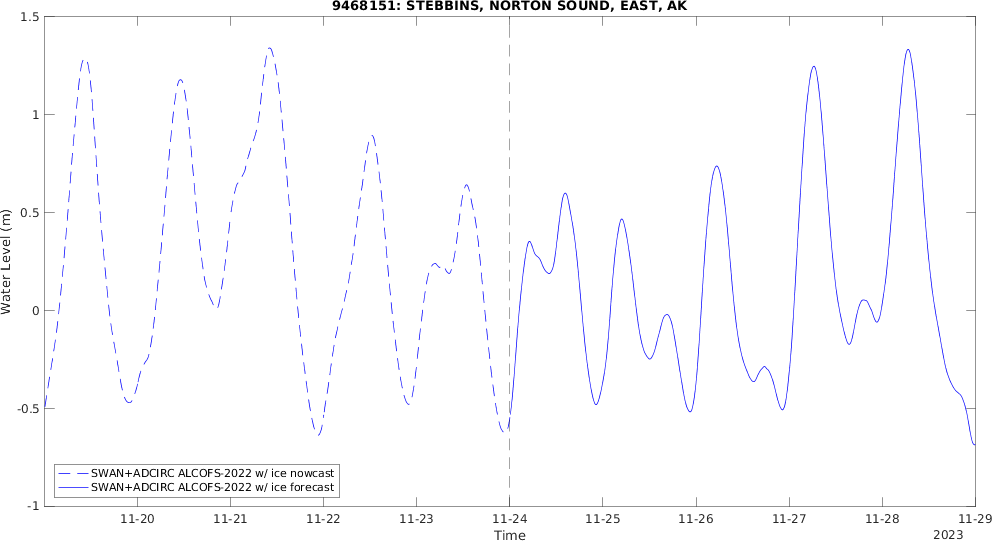 9468151: STEBBINS, NORTON SOUND, EAST, AK
1.5
1
0.5
0
-0.5
-1
Water Level (m)
SWAN+ADCIRC ALCOFS-2022 w/ ice nowcast
SWAN+ADCIRC ALCOFS-2022 w/ ice forecast
11-20 11-21 11-22 11-23 11-24 11-25 11-26 11-27 11-28 11-29
Time
2023